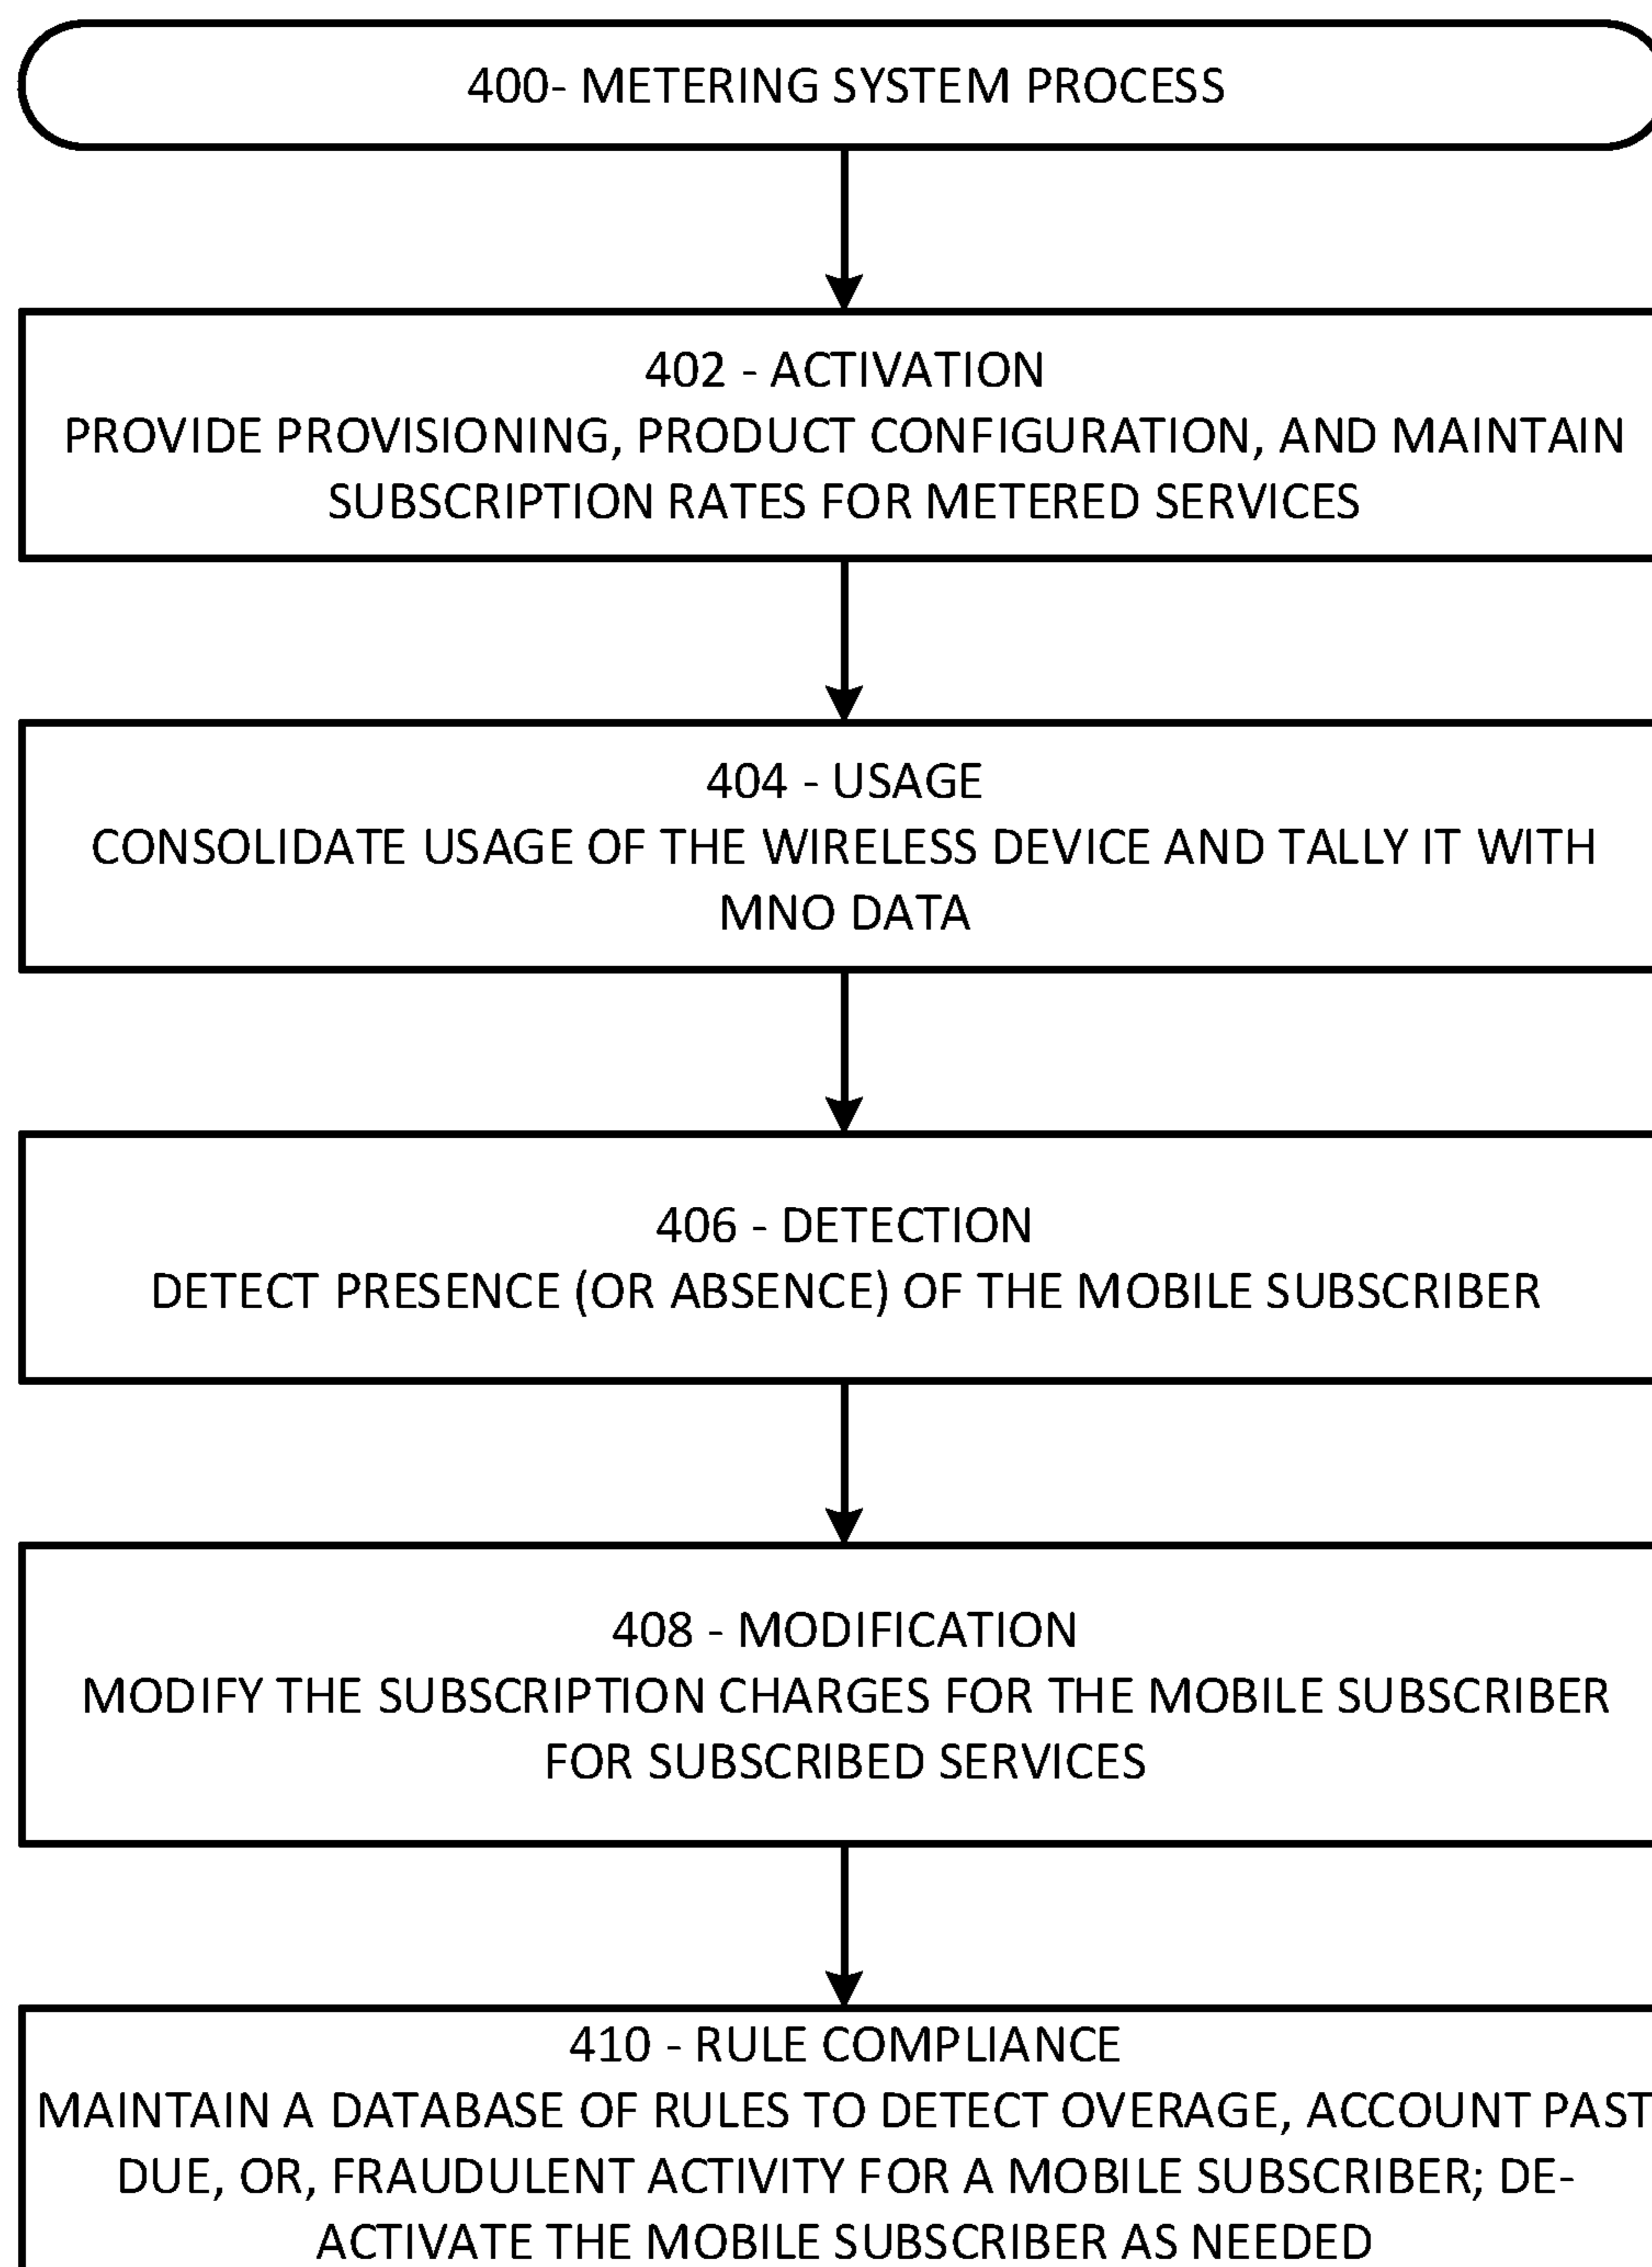 400- METERING SYSTEM PROCESS
402 - ACTIVATION
PROVIDE PROVISIONING, PRODUCT CONFIGURATION, AND MAINTAIN
SUBSCRIPTION RATES FOR METERED SERVICES
404 - USAGE
CONSOLIDATE USAGE OF THE WIRELESS DEVICE AND TALLY IT WITH
MNO DATA
406 - DETECTION
DETECT PRESENCE (OR ABSENCE) OF THE MOBILE SUBSCRIBER
408 - MODIFICATION
MODIFY THE SUBSCRIPTION CHARGES FOR THE MOBILE SUBSCRIBER
FOR SUBSCRIBED SERVICES
410 - RULE COMPLIANCE
MAINTAIN A DATABASE OF RULES TO DETECT OVERAGE, ACCOUNT PAST
DUE, OR, FRAUDULENT ACTIVITY FOR A MOBILE SUBSCRIBER; DE-
ACTIVATE THE MOBILE SUBSCRIBER AS NEEDED